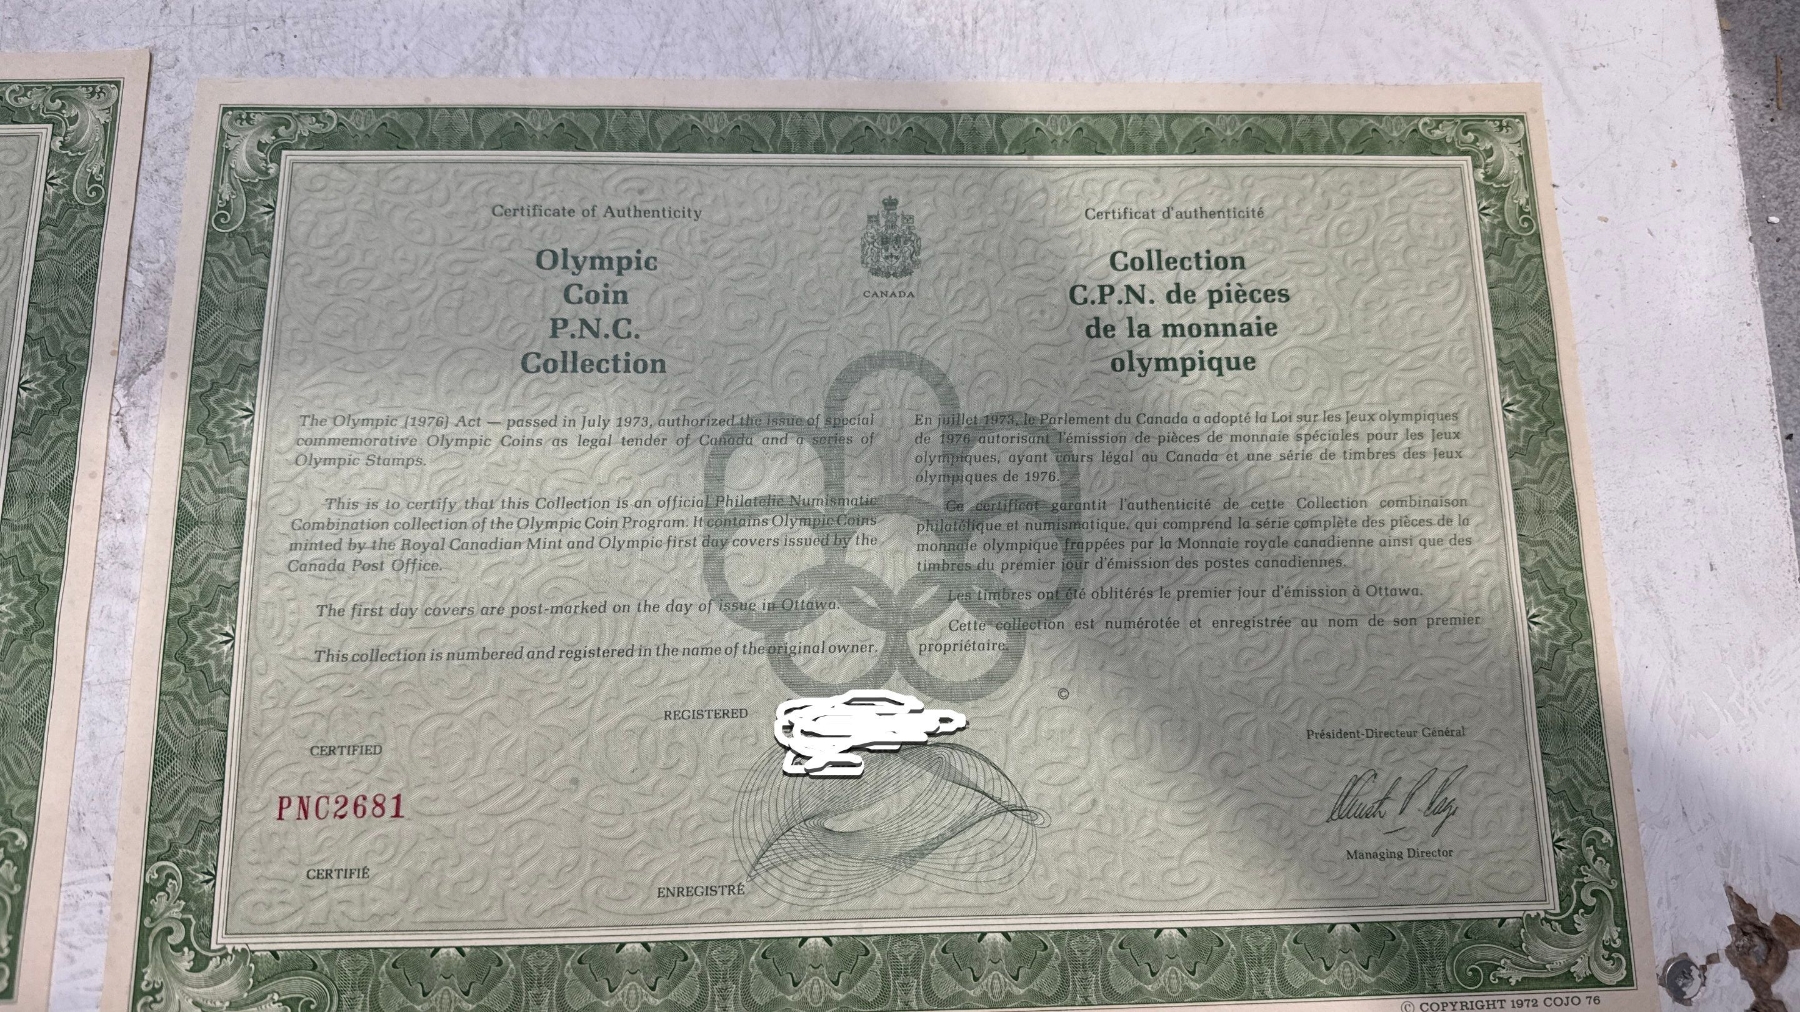 Certificate of Authenticity
Olympic
Coin
P.N.C.
Collection
The Olympic (1976) Act — passed in July 1973, authorized the issue of special
commemorative Olympic Coins as legal tender of Canada and a series of
Olympic Stamps.
This is to certify that this Collection is an official Philatelic Numismatic
Combination collection of the Olympic Coin Program. It contains Olympic Coins
minted by the Royal Canadian Mint and Olympic first day covers issued by the
Canada Post Office.
The first day covers are post-marked on the day of issue in Ottawa.
This collection is numbered and registered in the name of the original owner.
CANADA
Certificat d'authenticité
Collection
C.P.N. de pièces
de la monnaie
olympique
En juillet 1973, le Parlement du Canada a adopté la Loi sur les Jeux olympiques
de 1976 autorisant l'émission de pièces de monnaie spéciales pour les Jeux
olympiques, ayant cours légal au Canada et une série de timbres des Jeux
olympiques de 1976.
Ce certificat garantit l'authenticité de cette Collection combinaison
philatélique et numismatique, qui comprend la série complète des pièces de la
monnaie olympique frappées par la Monnaie royale canadienne ainsi que des
timbres du premier jour d'émission des postes canadiennes.
Les timbres ont été oblitérés le premier jour d'émission à Ottawa.
Cette collection est numérotée et enregistrée au nom de son premier
propriétaire.
©
REGISTERED
CERTIFIED
PNC2681
CERTIFIÉ
ENREGISTRÉ
Président-Directeur Général
Managing Director
© COPYRIGHT 1972 COJO 76